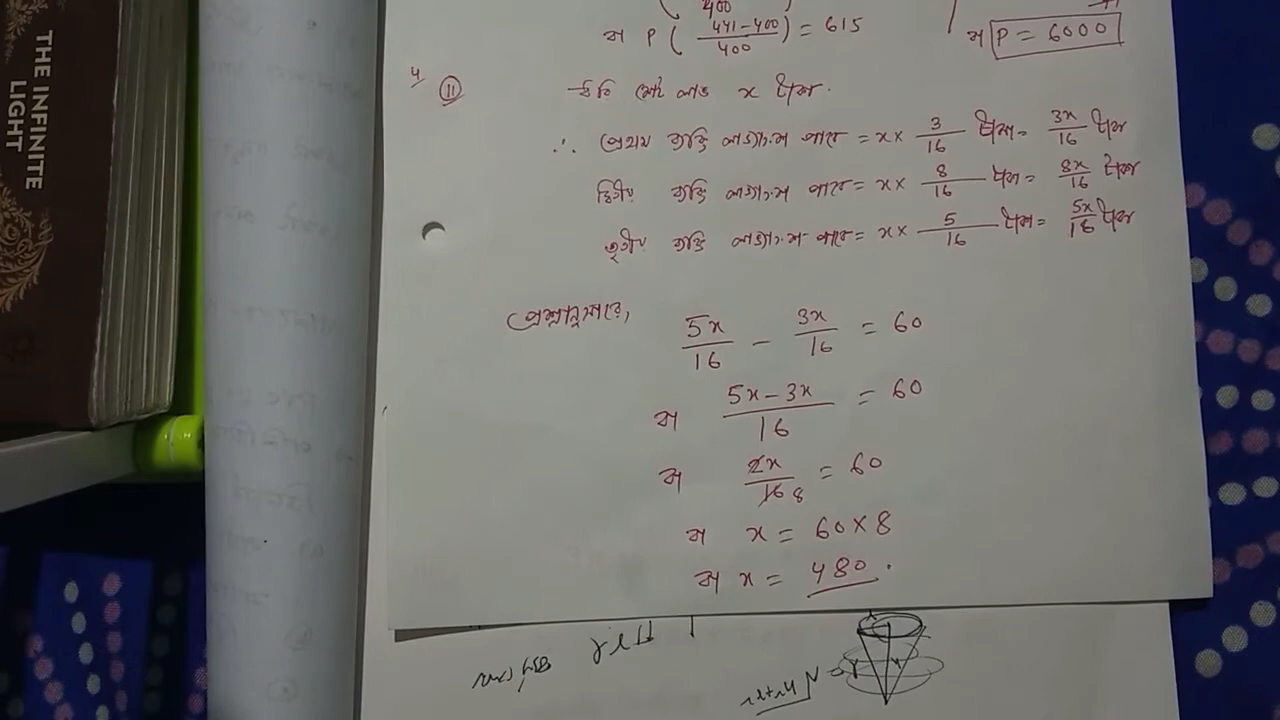 THE INFINITE
LIGHT
400
বা P ( 441-400 / 400 ) = 615
বা P = 6000
4 (ii)
ধরি মোট লাভ x টাকা.
∴ প্রথম ব্যক্তি লভ্যাংশ পাবে = x × 3/16 টাকা = 3x/16 টাকা
দ্বিতীয় ব্যক্তি লভ্যাংশ পাবে = x × 8/16 টাকা = 8x/16 টাকা
তৃতীয় ব্যক্তি লভ্যাংশ পাবে = x × 5/16 টাকা = 5x/16 টাকা
প্রশ্নানুসারে,
5x/16 - 3x/16 = 60
বা 5x-3x/16 = 60
বা 2x/16 8 = 60
বা x = 60×8
বা x = 480.